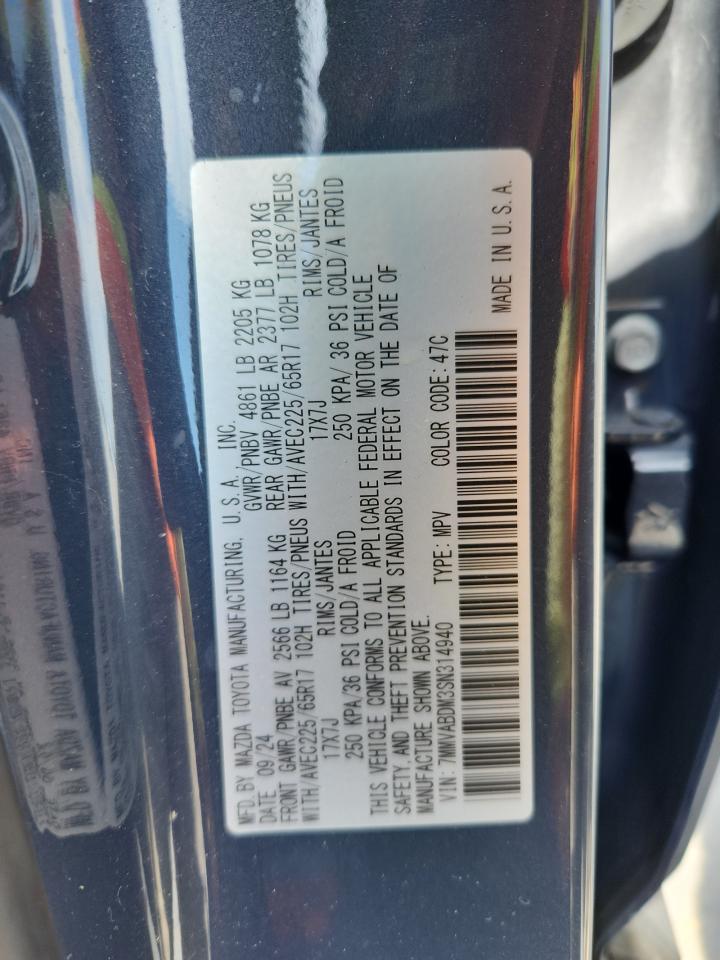 MFD. BY MAZDA TOYOTA MANUFACTURING, U. S. A., INC.
DATE 09/24 GVWR/PNBV 4861 LB 2205 KG
FRONT GAWR/PNBE AV 2566 LB 1164 KG REAR GAWR/PNBE AR 2377 LB 1078 KG
WITH/AVEC225/65R17 102H TIRES/PNEUS WITH/AVEC225/65R17 102H TIRES/PNEUS
17X7J RIMS/JANTES 17X7J RIMS/JANTES
250 KPA/36 PSI COLD/A FROID 250 KPA/ 36 PSI COLD/A FROID
THIS VEHICLE CONFORMS TO ALL APPLICABLE FEDERAL MOTOR VEHICLE
SAFETY, AND THEFT PREVENTION STANDARDS IN EFFECT ON THE DATE OF
MANUFACTURE SHOWN ABOVE.
VIN: 7MMVABDM3SN314940 TYPE: MPV COLOR CODE: 47C
MADE IN U. S. A.